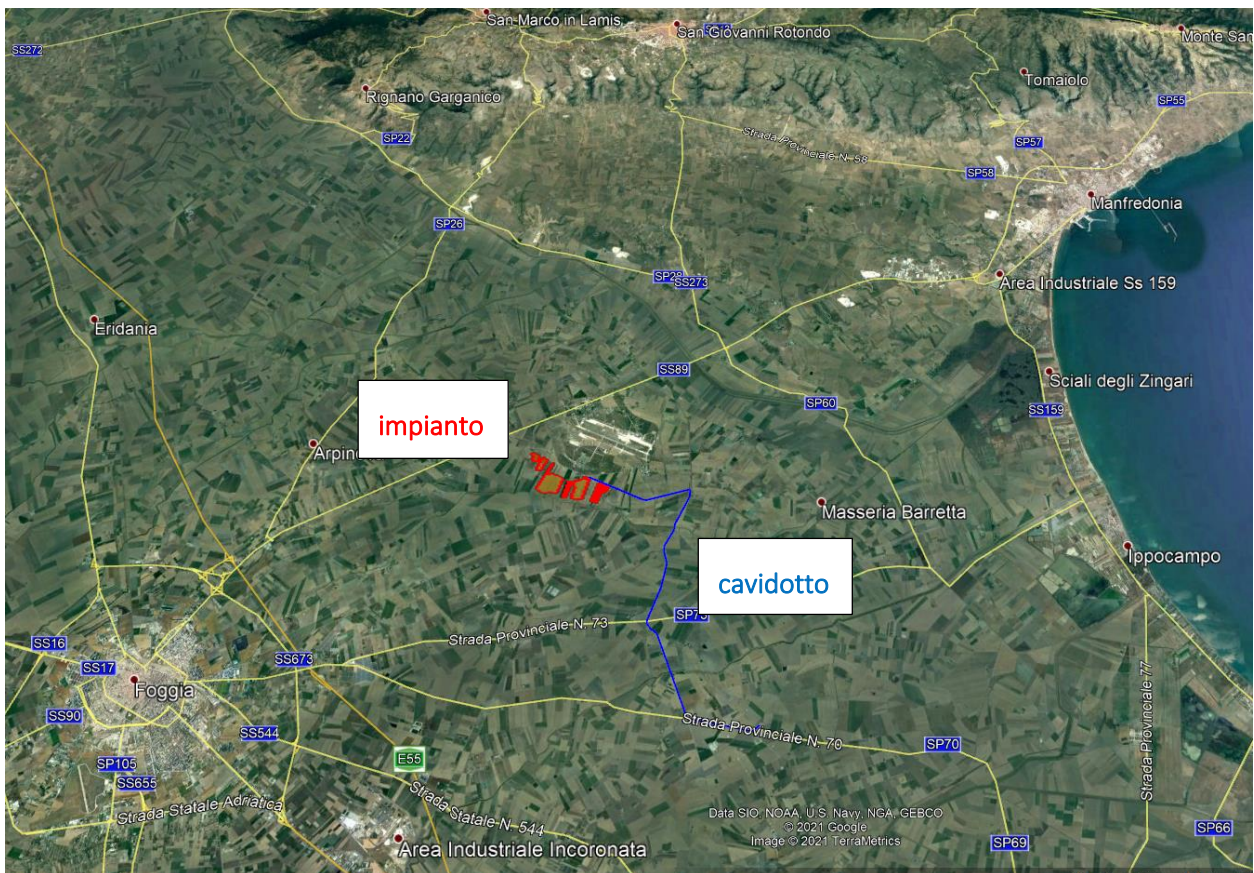 San Marco in Lamis
San Giovanni Rotondo
Monte San
SS272
Tomaiolo
Rignano Garganico
SP55
SP22
Strada Provinciale N. 58
SP57
SP58
Manfredonia
SP26
SP28
SS273
Area Industriale Ss 159
Eridania
SS89
Sciali degli Zingari
SP60
SS159
impianto
Arpin
Masseria Barretta
Ippocampo
cavidotto
Strada Provinciale N. 73
SP73
SS16
SS673
SS17
Foggia
SS90
Strada Provinciale 77
Strada Provinciale N. 70
SS544
SP70
E55
SP105
SS655
Strada Statale Adriatica
Strada Statale N. 544
Data SIO, NOAA, U.S. Navy, NGA, GEBCO
© 2021 Google
Image © 2021 TerraMetrics
SP66
SP69
Area Industriale Incoronata